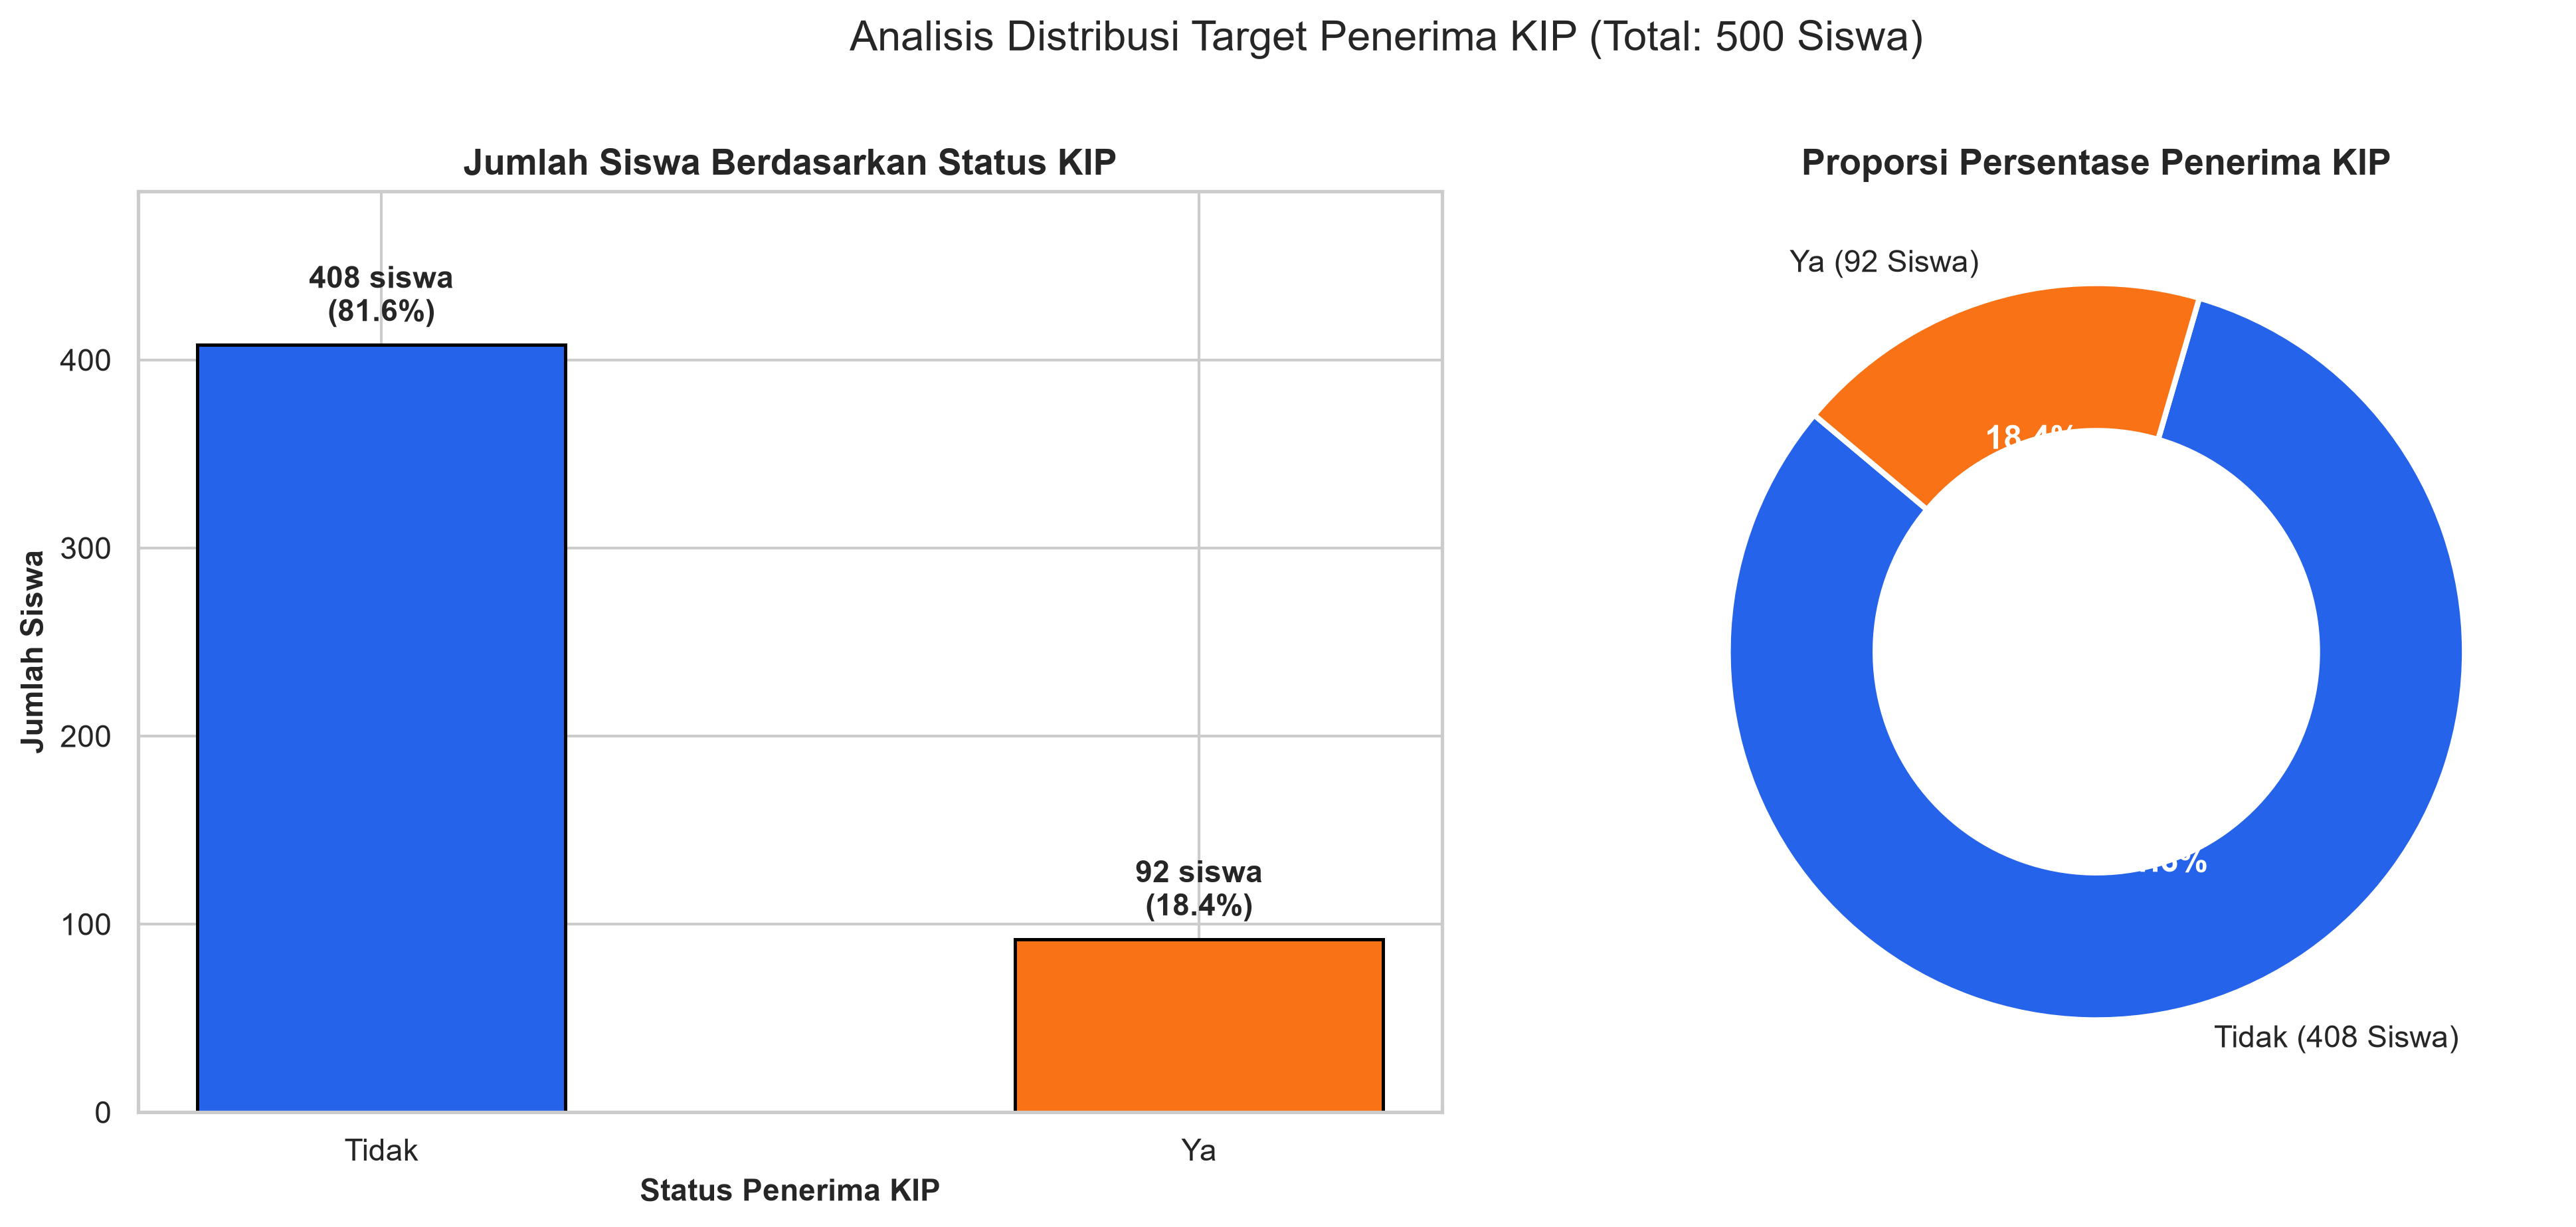 Analisis Distribusi Target Penerima KIP (Total: 500 Siswa)
Jumlah Siswa Berdasarkan Status KIP
408 siswa
(81.6%)
92 siswa
(18.4%)
400
300
200
100
0
Jumlah Siswa
Tidak
Ya
Status Penerima KIP
Proporsi Persentase Penerima KIP
Ya (92 Siswa)
18.4%
Tidak (408 Siswa)